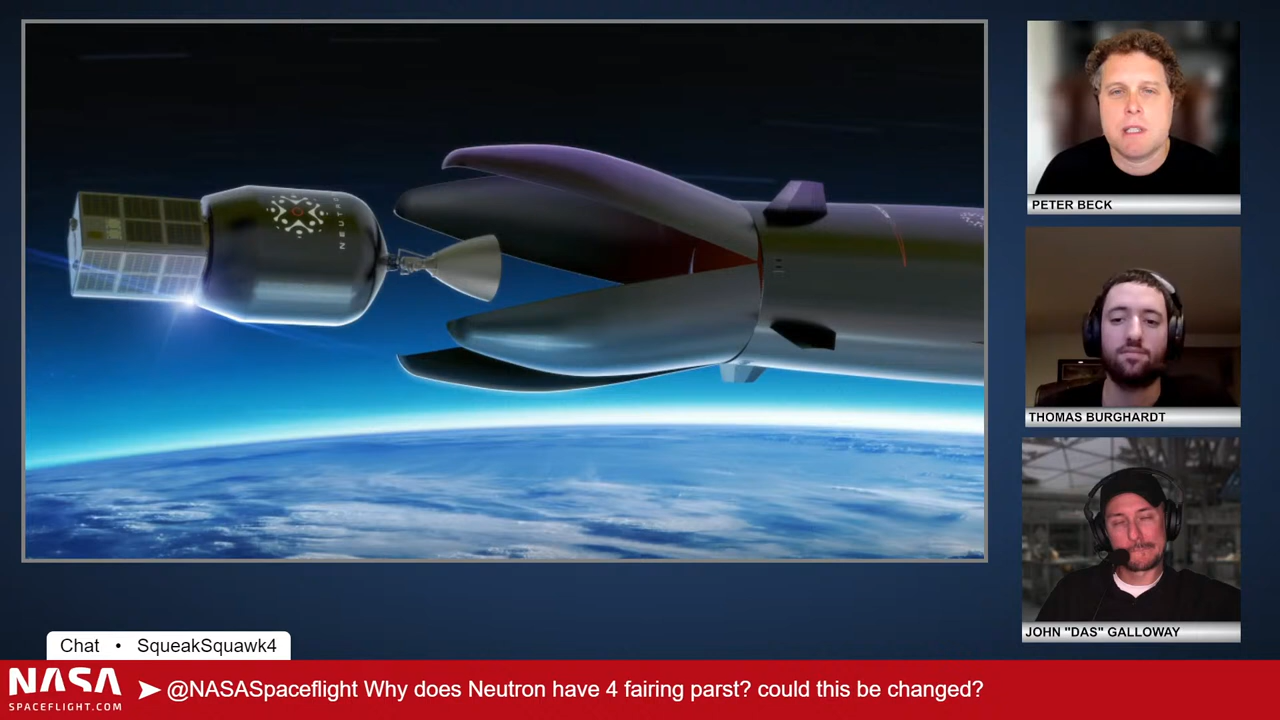 NEUTR
PETER BECK
THOMAS BURGHARDT
JOHN "DAS" GALLOWAY
Chat • SqueakSquawk4
NASA
SPACEFLIGHT.COM
@NASASpaceflight Why does Neutron have 4 fairing parst? could this be changed?